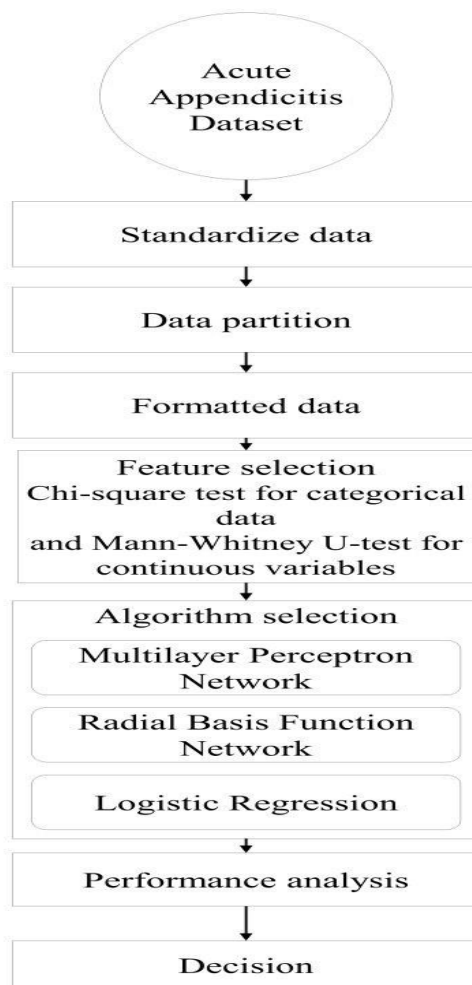 Acute
Appendicitis
Dataset
Standardize data
Data partition
Formatted data
Feature selection
Chi-square test for categorical
data
and Mann-Whitney U-test for
continuous variables
Algorithm selection
Multilayer Perceptron
Network
Radial Basis Function
Network
Logistic Regression
Performance analysis
Decision